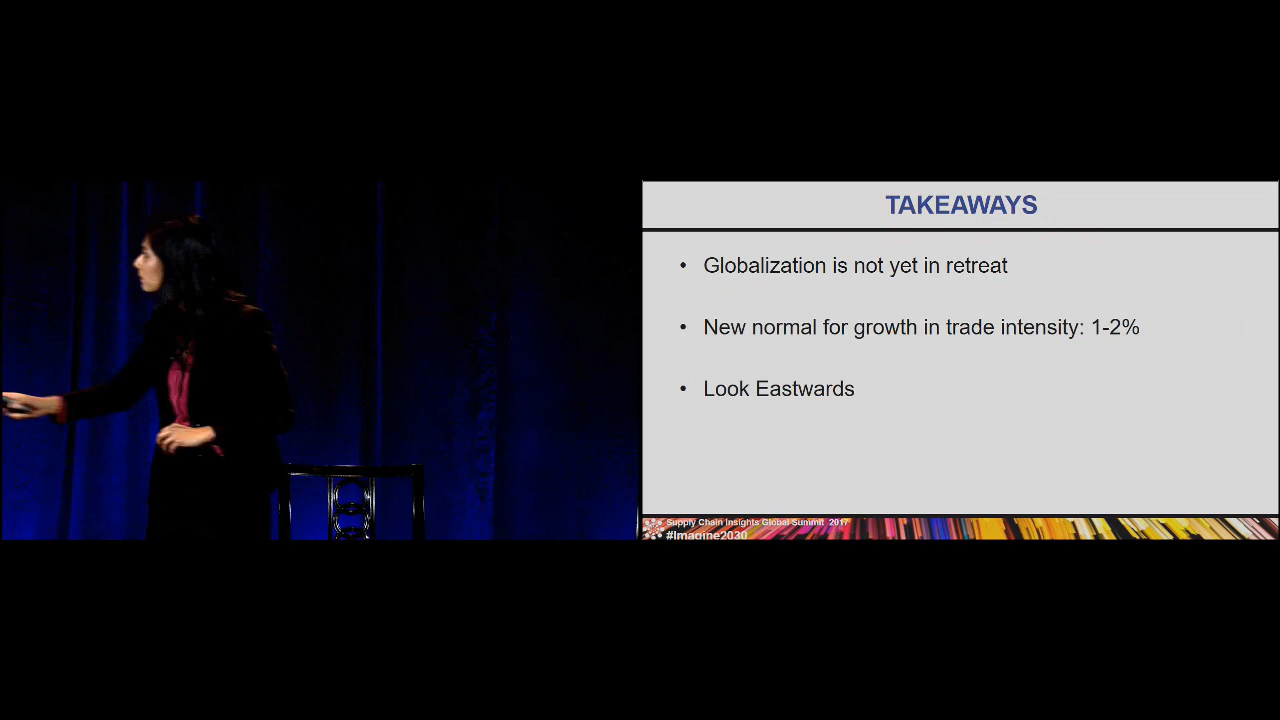 TAKEAWAYS
• Globalization is not yet in retreat
• New normal for growth in trade intensity: 1-2%
• Look Eastwards
Supply Chain Insights Global Summit 2017
#Imagine2030